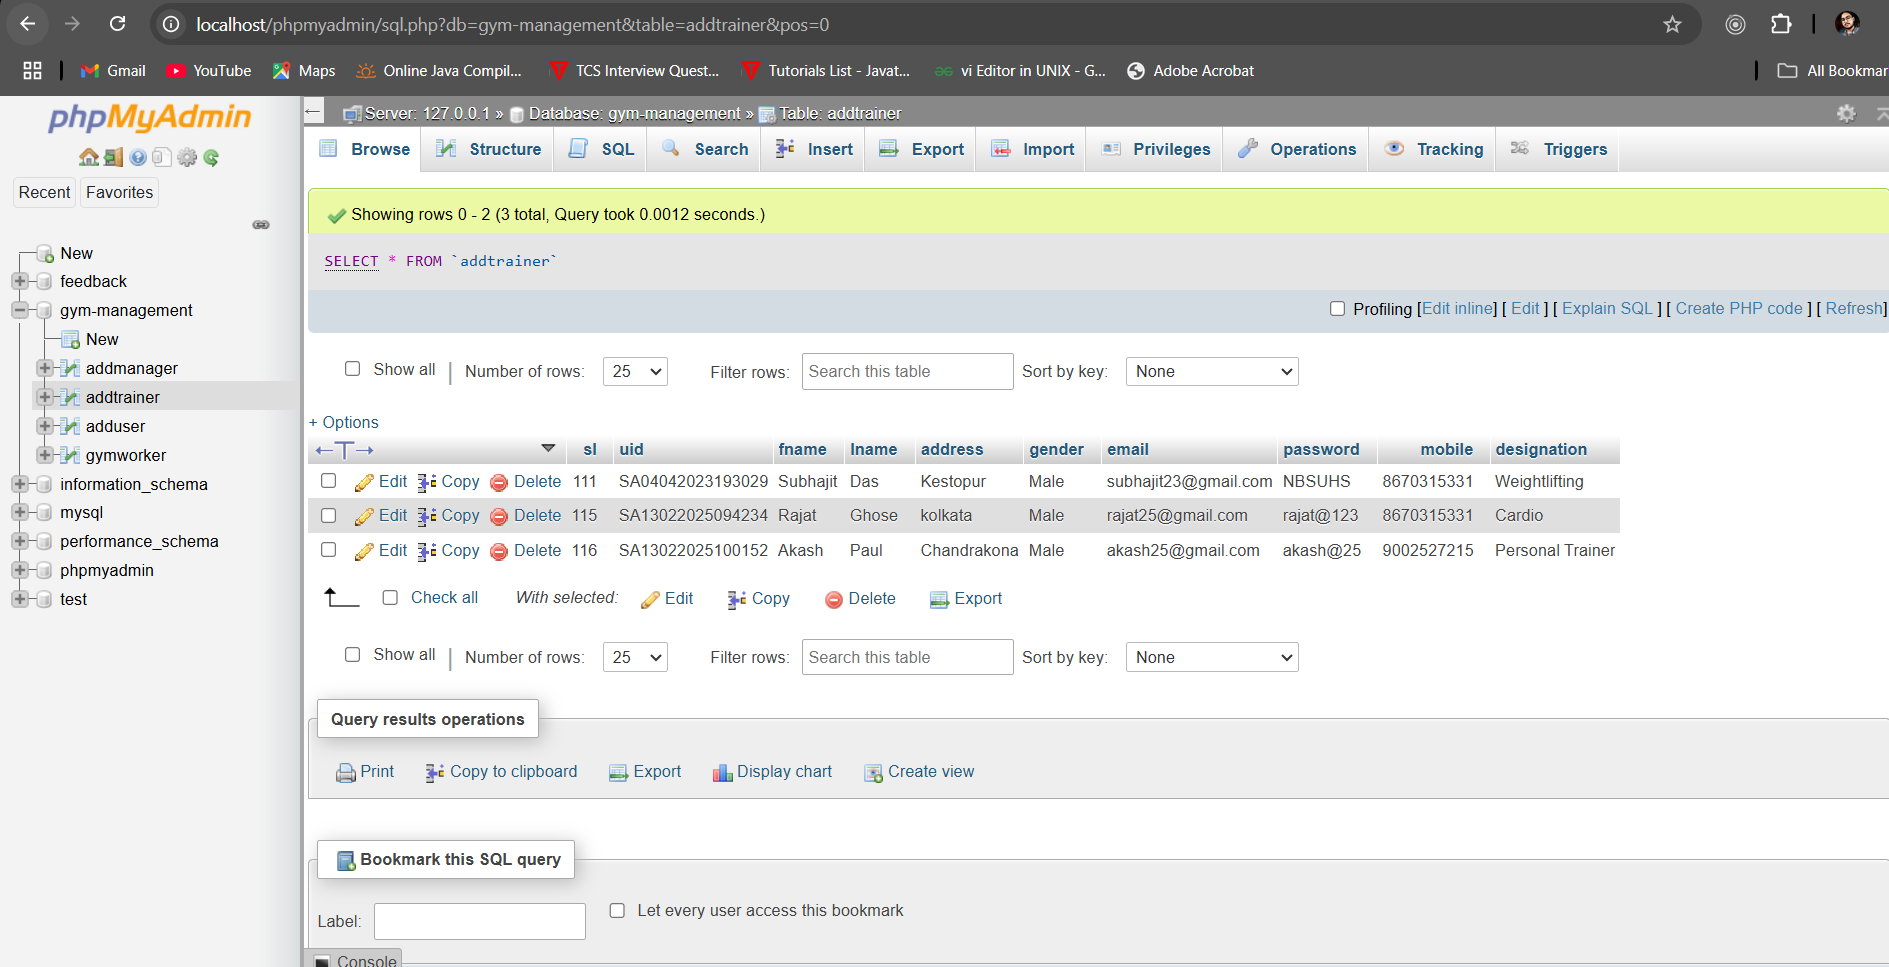 localhost/phpmyadmin/sql.php?db=gym-management&table=addtrainer&pos=0
Gmail YouTube Maps Online Java Compil... TCS Interview Quest... Tutorials List - Javat... vi Editor in UNIX - G... Adobe Acrobat All Bookmar
phpMyAdmin
Recent Favorites
New
feedback
gym-management
New
addmanager
addtrainer
adduser
gymworker
information_schema
mysql
performance_schema
phpmyadmin
test
Server: 127.0.0.1 » Database: gym-management » Table: addtrainer
Browse Structure SQL Search Insert Export Import Privileges Operations Tracking Triggers
Showing rows 0 - 2 (3 total, Query took 0.0012 seconds.)
SELECT * FROM `addtrainer`
Profiling [Edit inline] [ Edit ] [ Explain SQL ] [ Create PHP code ] [ Refresh]
Show all | Number of rows: 25 Filter rows: Search this table Sort by key: None
+ Options
←T→ sl uid fname lname address gender email password mobile designation
Edit Copy Delete 111 SA04042023193029 Subhajit Das Kestopur Male subhajit23@gmail.com NBSUHS 8670315331 Weightlifting
Edit Copy Delete 115 SA13022025094234 Rajat Ghose kolkata Male rajat25@gmail.com rajat@123 8670315331 Cardio
Edit Copy Delete 116 SA13022025100152 Akash Paul Chandrakona Male akash25@gmail.com akash@25 9002527215 Personal Trainer
Check all With selected: Edit Copy Delete Export
Show all | Number of rows: 25 Filter rows: Search this table Sort by key: None
Query results operations
Print Copy to clipboard Export Display chart Create view
Bookmark this SQL query
Label: Let every user access this bookmark
Console